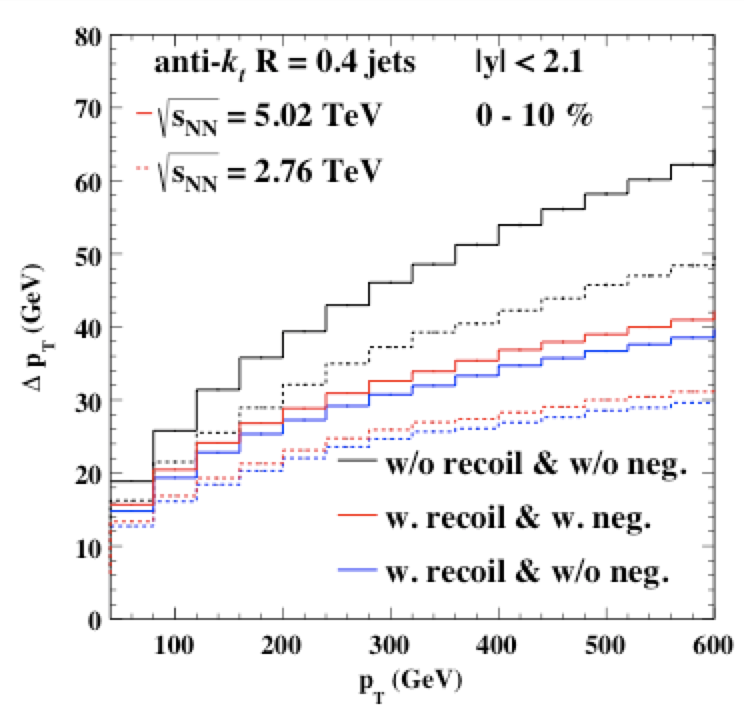 80
70
60
50
40
30
20
10
0
Δ p_T (GeV)
anti-k_t R = 0.4 jets
|y| < 2.1
√s_NN = 5.02 TeV
0 - 10 %
√s_NN = 2.76 TeV
w/o recoil & w/o neg.
w. recoil & w. neg.
w. recoil & w/o neg.
100 200 300 400 500 600
p_T (GeV)